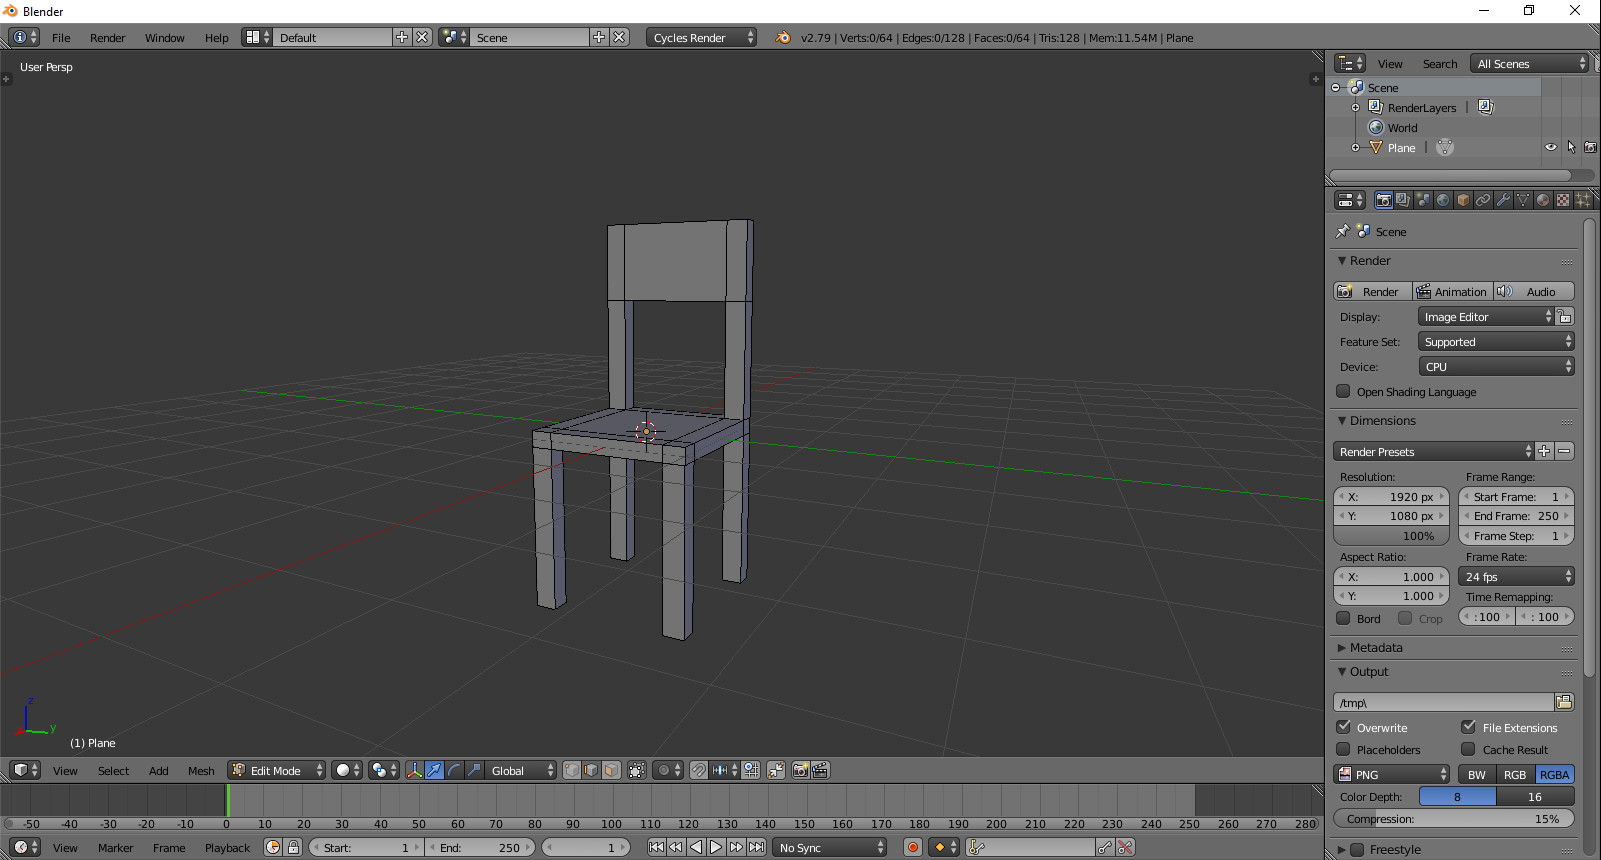 Blender
File Render Window Help Default Scene Cycles Render v2.79 | Verts:0/64 | Edges:0/128 | Faces:0/64 | Tris:128 | Mem:11.54M | Plane
User Persp
View Search All Scenes
Scene
RenderLayers |
World
Plane |
Scene
Render
Render Animation Audio
Display: Image Editor
Feature Set: Supported
Device: CPU
Open Shading Language
Dimensions
Render Presets
Resolution: Frame Range:
X: 1920 px Start Frame: 1
Y: 1080 px End Frame: 250
100% Frame Step: 1
Aspect Ratio: Frame Rate:
X: 1.000 24 fps
Y: 1.000 Time Remapping:
Bord Crop :100 : 100
Metadata
Output
/tmp\
Overwrite File Extensions
Placeholders Cache Result
PNG BW RGB RGBA
Color Depth: 8 16
Compression: 15%
Freestyle
z
y
(1) Plane
View Select Add Mesh Edit Mode Global
-50 -40 -30 -20 -10 0 10 20 30 40 50 60 70 80 90 100 110 120 130 140 150 160 170 180 190 200 210 220 230 240 250 260 270 280
View Marker Frame Playback Start: 1 End: 250 1 No Sync